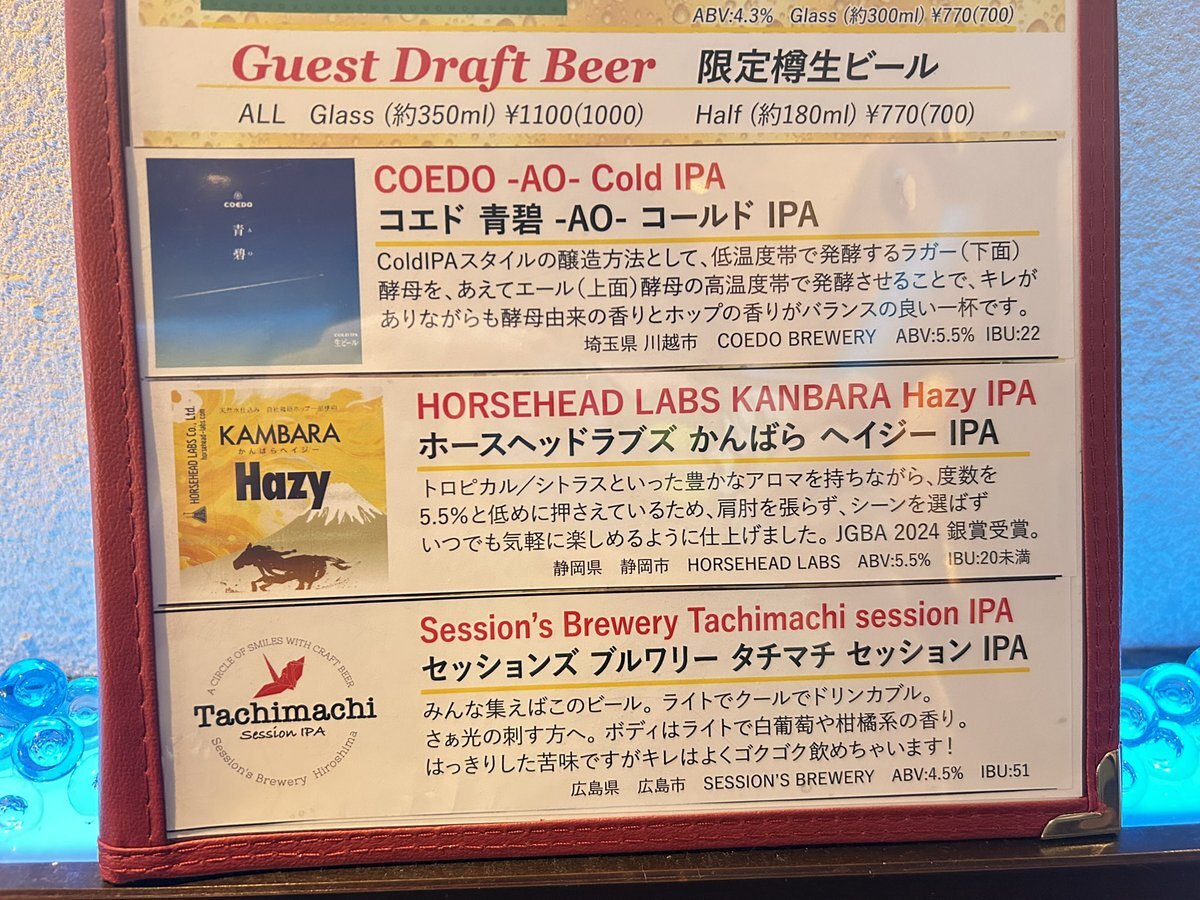 ABV:4.3% Glass (約300ml) ¥770(700)
Guest Draft Beer 限定樽生ビール
ALL Glass (約350ml) ¥1100(1000) Half (約180ml) ¥770(700)
COEDO
青碧
COLD IPA
生ビール
COEDO -AO- Cold IPA
コエド 青碧 -AO- コールド IPA
ColdIPAスタイルの醸造方法として、低温度帯で発酵するラガー(下面)
酵母を、あえてエール(上面)酵母の高温度帯で発酵させることで、キレが
ありながらも酵母由来の香りとホップの香りがバランスの良い一杯です。
埼玉県 川越市 COEDO BREWERY ABV:5.5% IBU:22
HORSEHEAD LABS Co., Ltd.
horsehead-labs.com
KAMBARA
かんばらヘイジー
Hazy
HORSEHEAD LABS KANBARA Hazy IPA
ホースヘッドラブズ かんばら ヘイジー IPA
トロピカル/シトラスといった豊かなアロマを持ちながら、度数を
5.5%と低めに押さえているため、肩肘を張らず、シーンを選ばず
いつでも気軽に楽しめるように仕上げました。JGBA 2024 銀賞受賞。
静岡県 静岡市 HORSEHEAD LABS ABV:5.5% IBU:20未満
A CIRCLE OF SMILES WITH CRAFT BEER
Tachimachi
Session IPA
Session's Brewery Hiroshima
Session's Brewery Tachimachi session IPA
セッションズ ブルワリー タチマチ セッション IPA
みんな集えばこのビール。ライトでクールでドリンカブル。
さぁ光の刺す方へ。ボディはライトで白葡萄や柑橘系の香り。
はっきりした苦味ですがキレはよくゴクゴク飲めちゃいます!
広島県 広島市 SESSION'S BREWERY ABV:4.5% IBU:51